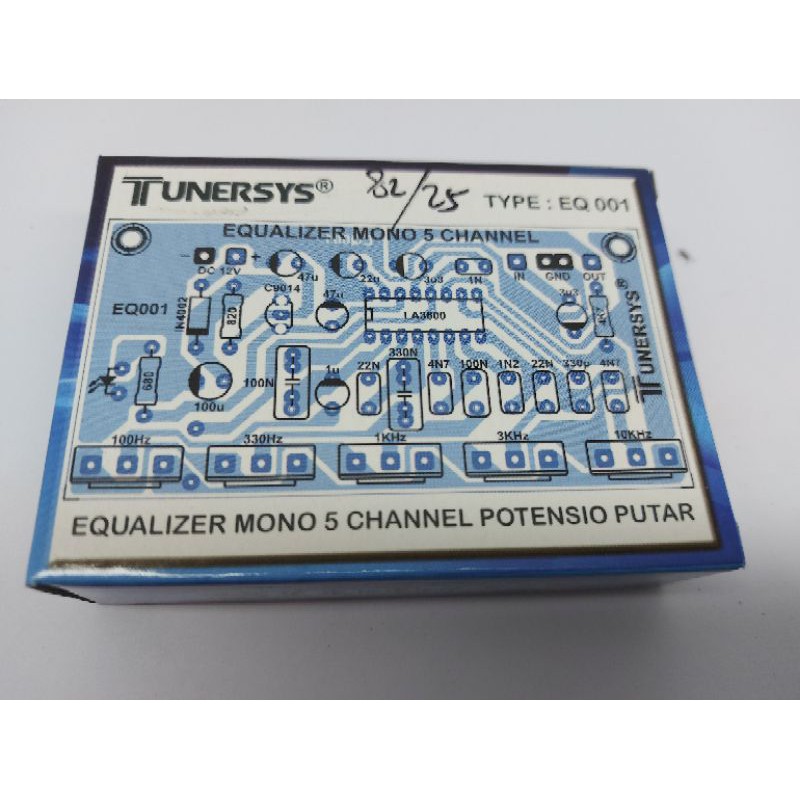 TUNERSYS® 82/25 TYPE : EQ 001
EQUALIZER MONO 5 CHANNEL
− DC 12V + 47u 22u 3u3 1N IN GND OUT
C9014 47u 3u3
EQ001 IN4002 820 LA3600 4K7 TUNERSYS®
680 100u 100N 1u 22N 330N 4N7 100N 1N2 22N 330p 4N7
100Hz 330Hz 1KHz 3KHz 10KHz
EQUALIZER MONO 5 CHANNEL POTENSIO PUTAR